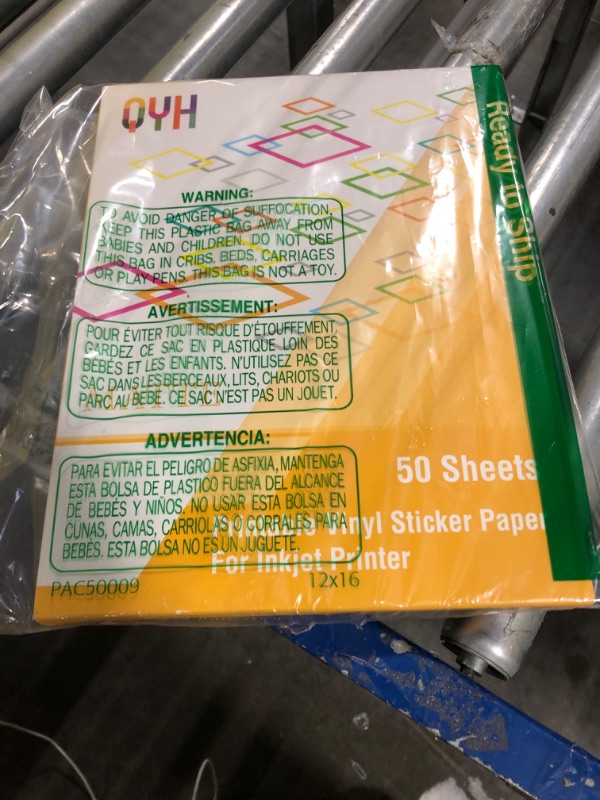 QYH
Ready to Ship
WARNING:
TO AVOID DANGER OF SUFFOCATION,
KEEP THIS PLASTIC BAG AWAY FROM
BABIES AND CHILDREN. DO NOT USE
THIS BAG IN CRIBS, BEDS, CARRIAGES
OR PLAY PENS. THIS BAG IS NOT A TOY.
AVERTISSEMENT:
POUR ÉVITER TOUT RISQUE D'ÉTOUFFEMENT,
GARDEZ CE SAC EN PLASTIQUE LOIN DES
BÉBÉS ET LES ENFANTS. N'UTILISEZ PAS CE
SAC DANS LES BERCEAUX, LITS, CHARIOTS OU
PARC AU BÉBÉ. CE SAC N'EST PAS UN JOUET.
ADVERTENCIA:
PARA EVITAR EL PELIGRO DE ASFIXIA, MANTENGA
ESTA BOLSA DE PLASTICO FUERA DEL ALCANCE
DE BEBÉS Y NIÑOS. NO USAR ESTA BOLSA EN
CUNAS, CAMAS, CARRIOLAS O CORRALES PARA
BEBÉS. ESTA BOLSA NO ES UN JUGUETE.
PAC50009
12x16
50 Sheets
Vinyl Sticker Paper
For Inkjet Printer